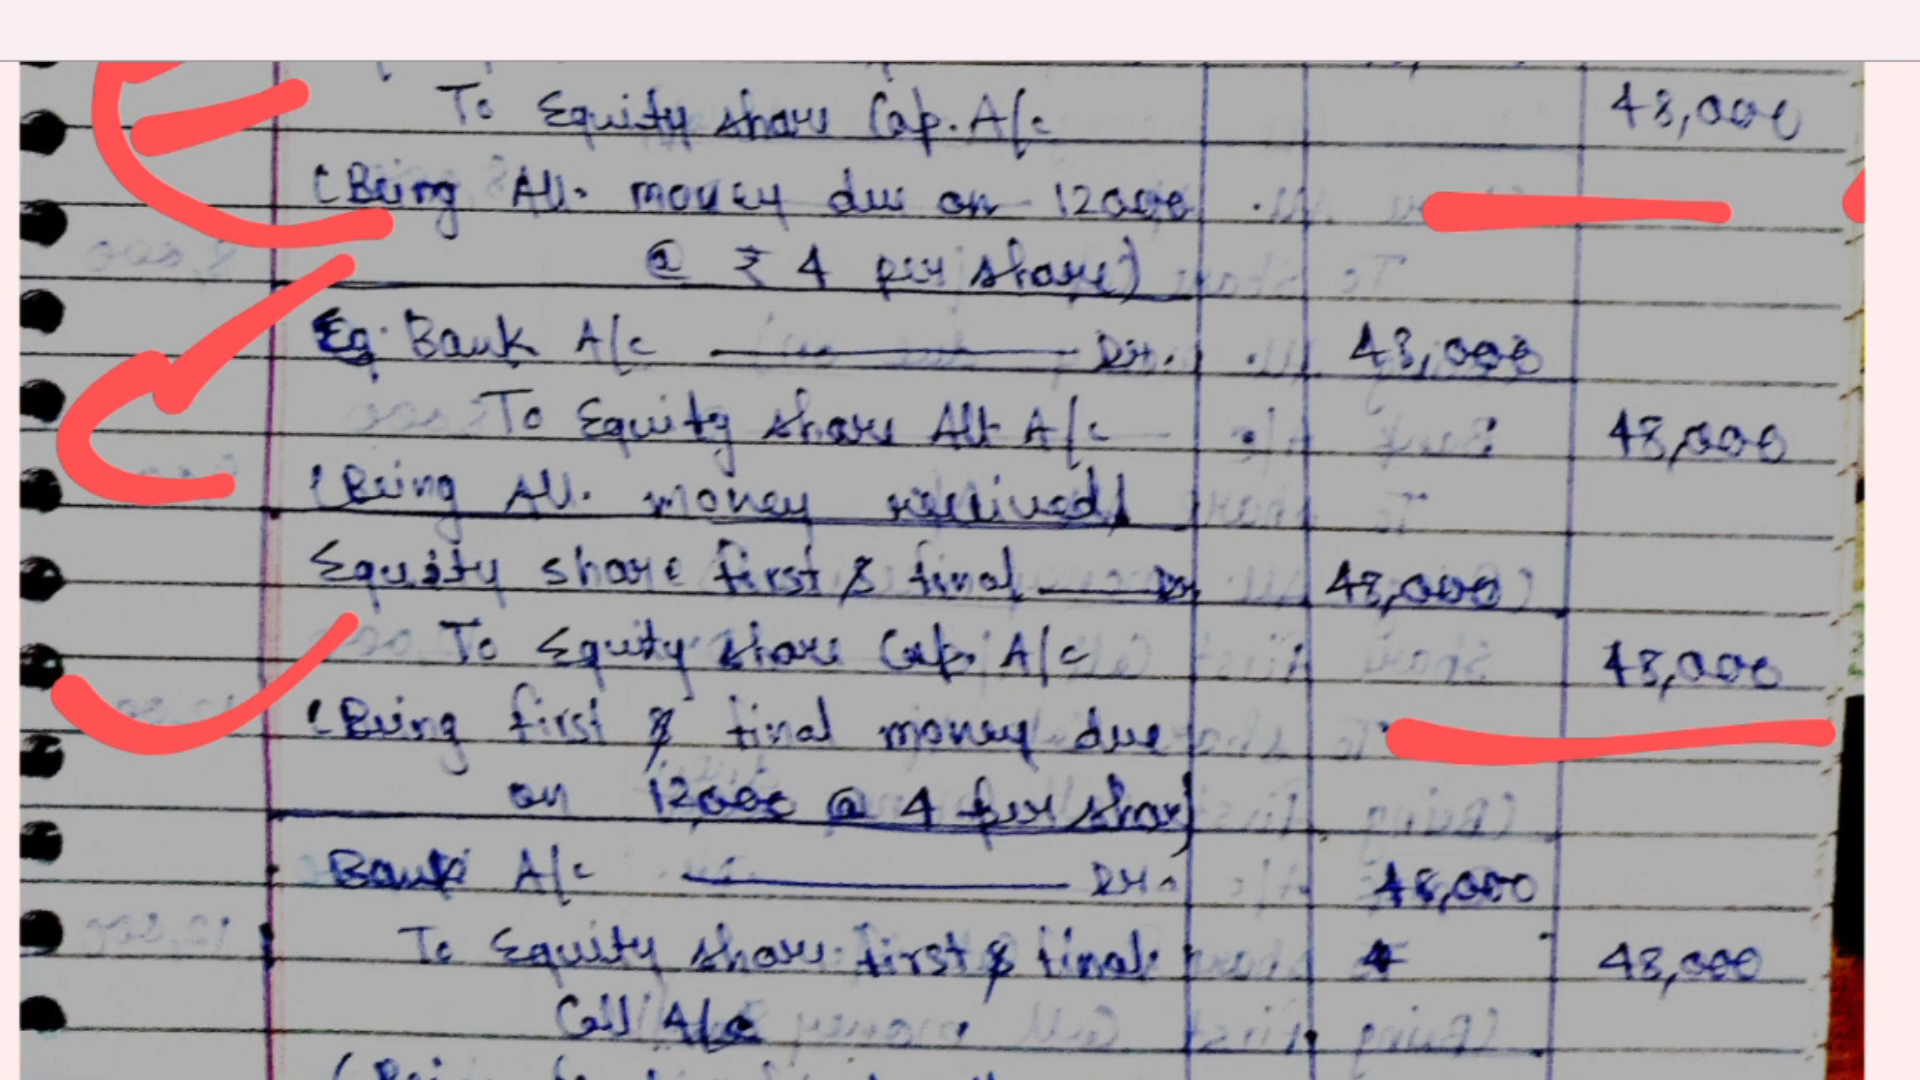 To Equity share Cap. A/c 48,000
(Being All. money due on 12000
@ ₹ 4 per share)
Eq. Bank A/c Dr. 48,000
To Equity share Alt A/c 48,000
(Being All. money received)
Equity share first & final Dr 48,000
To Equity share Cap. A/c 48,000
(Being first & final money due
on 12000 @ 4 per shar)
Bank A/c Dr. 48,000
To Equity share first & final 4 48,000
Call A/c